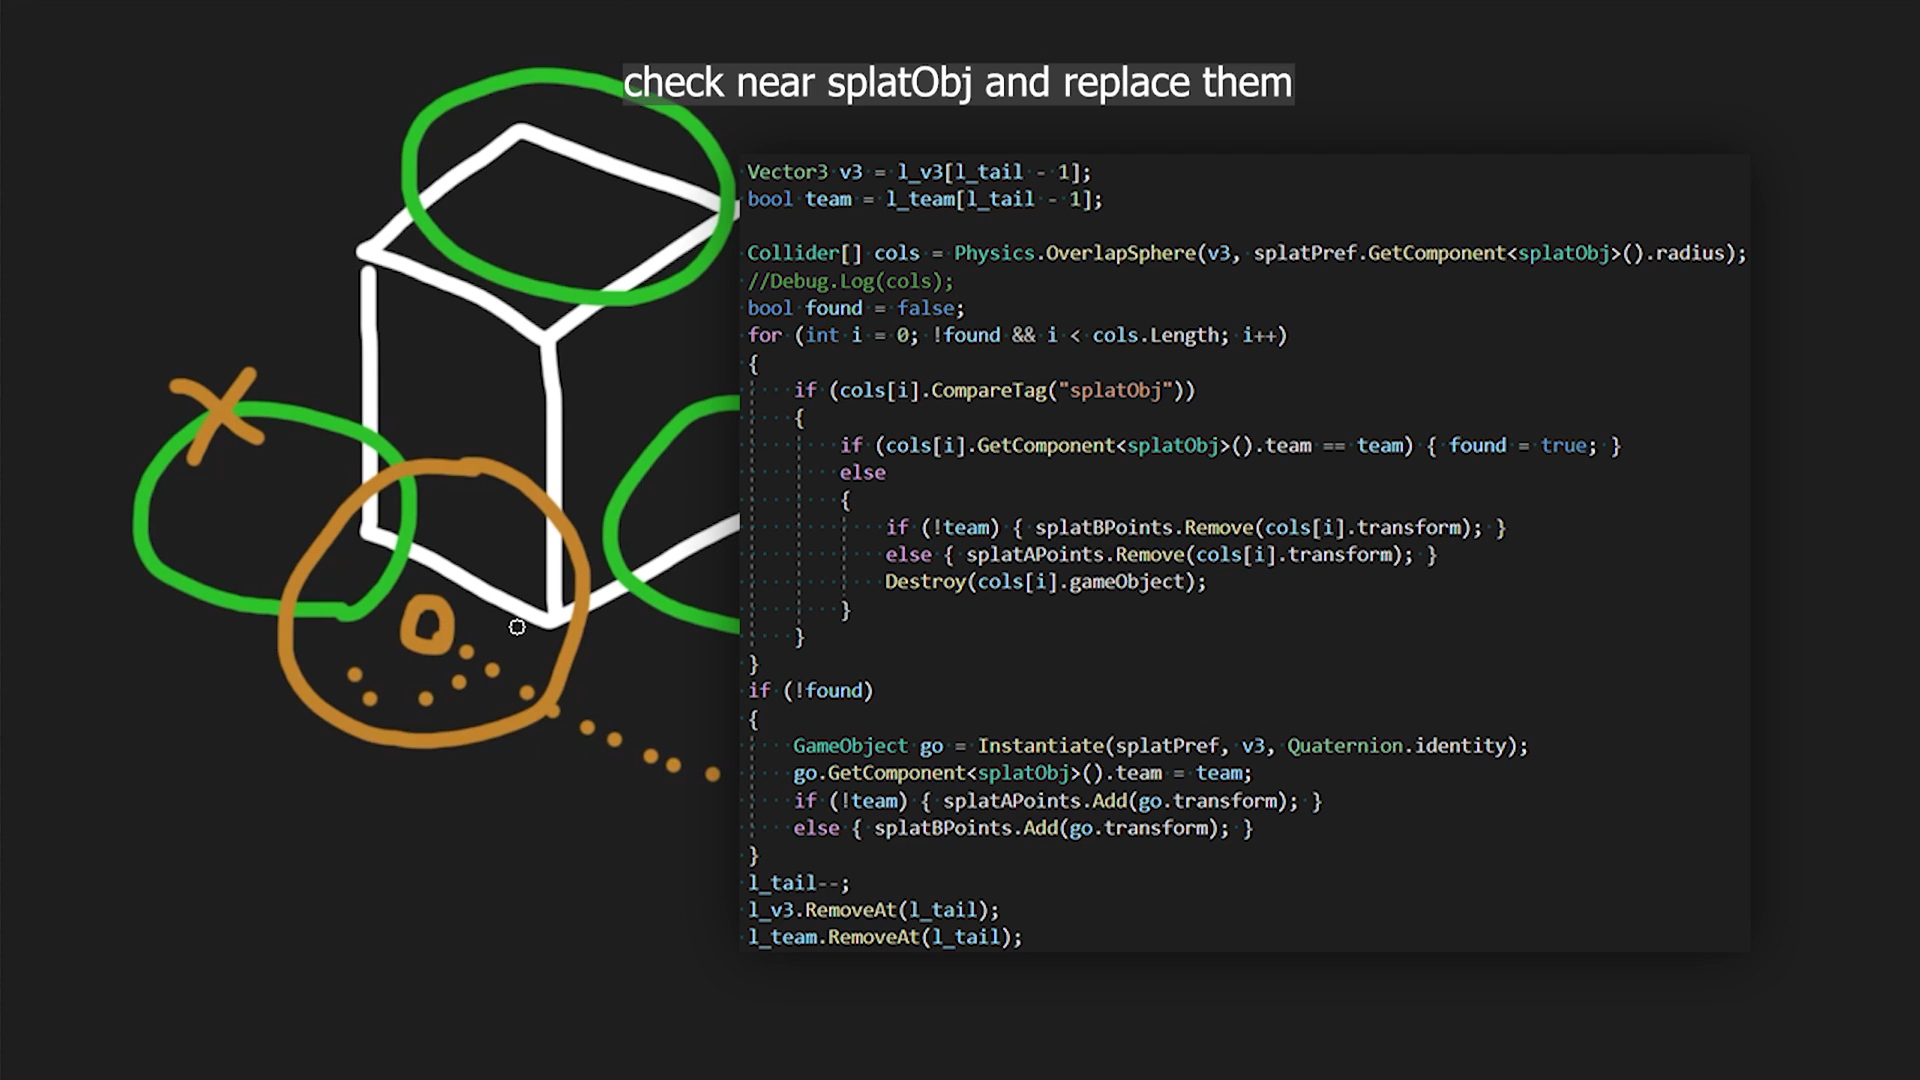 check near splatObj and replace them
Vector3 v3 = l_v3[l_tail - 1];
bool team = l_team[l_tail - 1];
Collider[] cols = Physics.OverlapSphere(v3, splatPref.GetComponent<splatObj>().radius);
//Debug.Log(cols);
bool found = false;
for (int i = 0; !found && i < cols.Length; i++)
{
if (cols[i].CompareTag("splatObj"))
{
if (cols[i].GetComponent<splatObj>().team == team) { found = true; }
else
{
if (!team) { splatBPoints.Remove(cols[i].transform); }
else { splatAPoints.Remove(cols[i].transform); }
Destroy(cols[i].gameObject);
}
}
}
if (!found)
{
GameObject go = Instantiate(splatPref, v3, Quaternion.identity);
go.GetComponent<splatObj>().team = team;
if (!team) { splatAPoints.Add(go.transform); }
else { splatBPoints.Add(go.transform); }
}
l_tail--;
l_v3.RemoveAt(l_tail);
l_team.RemoveAt(l_tail);